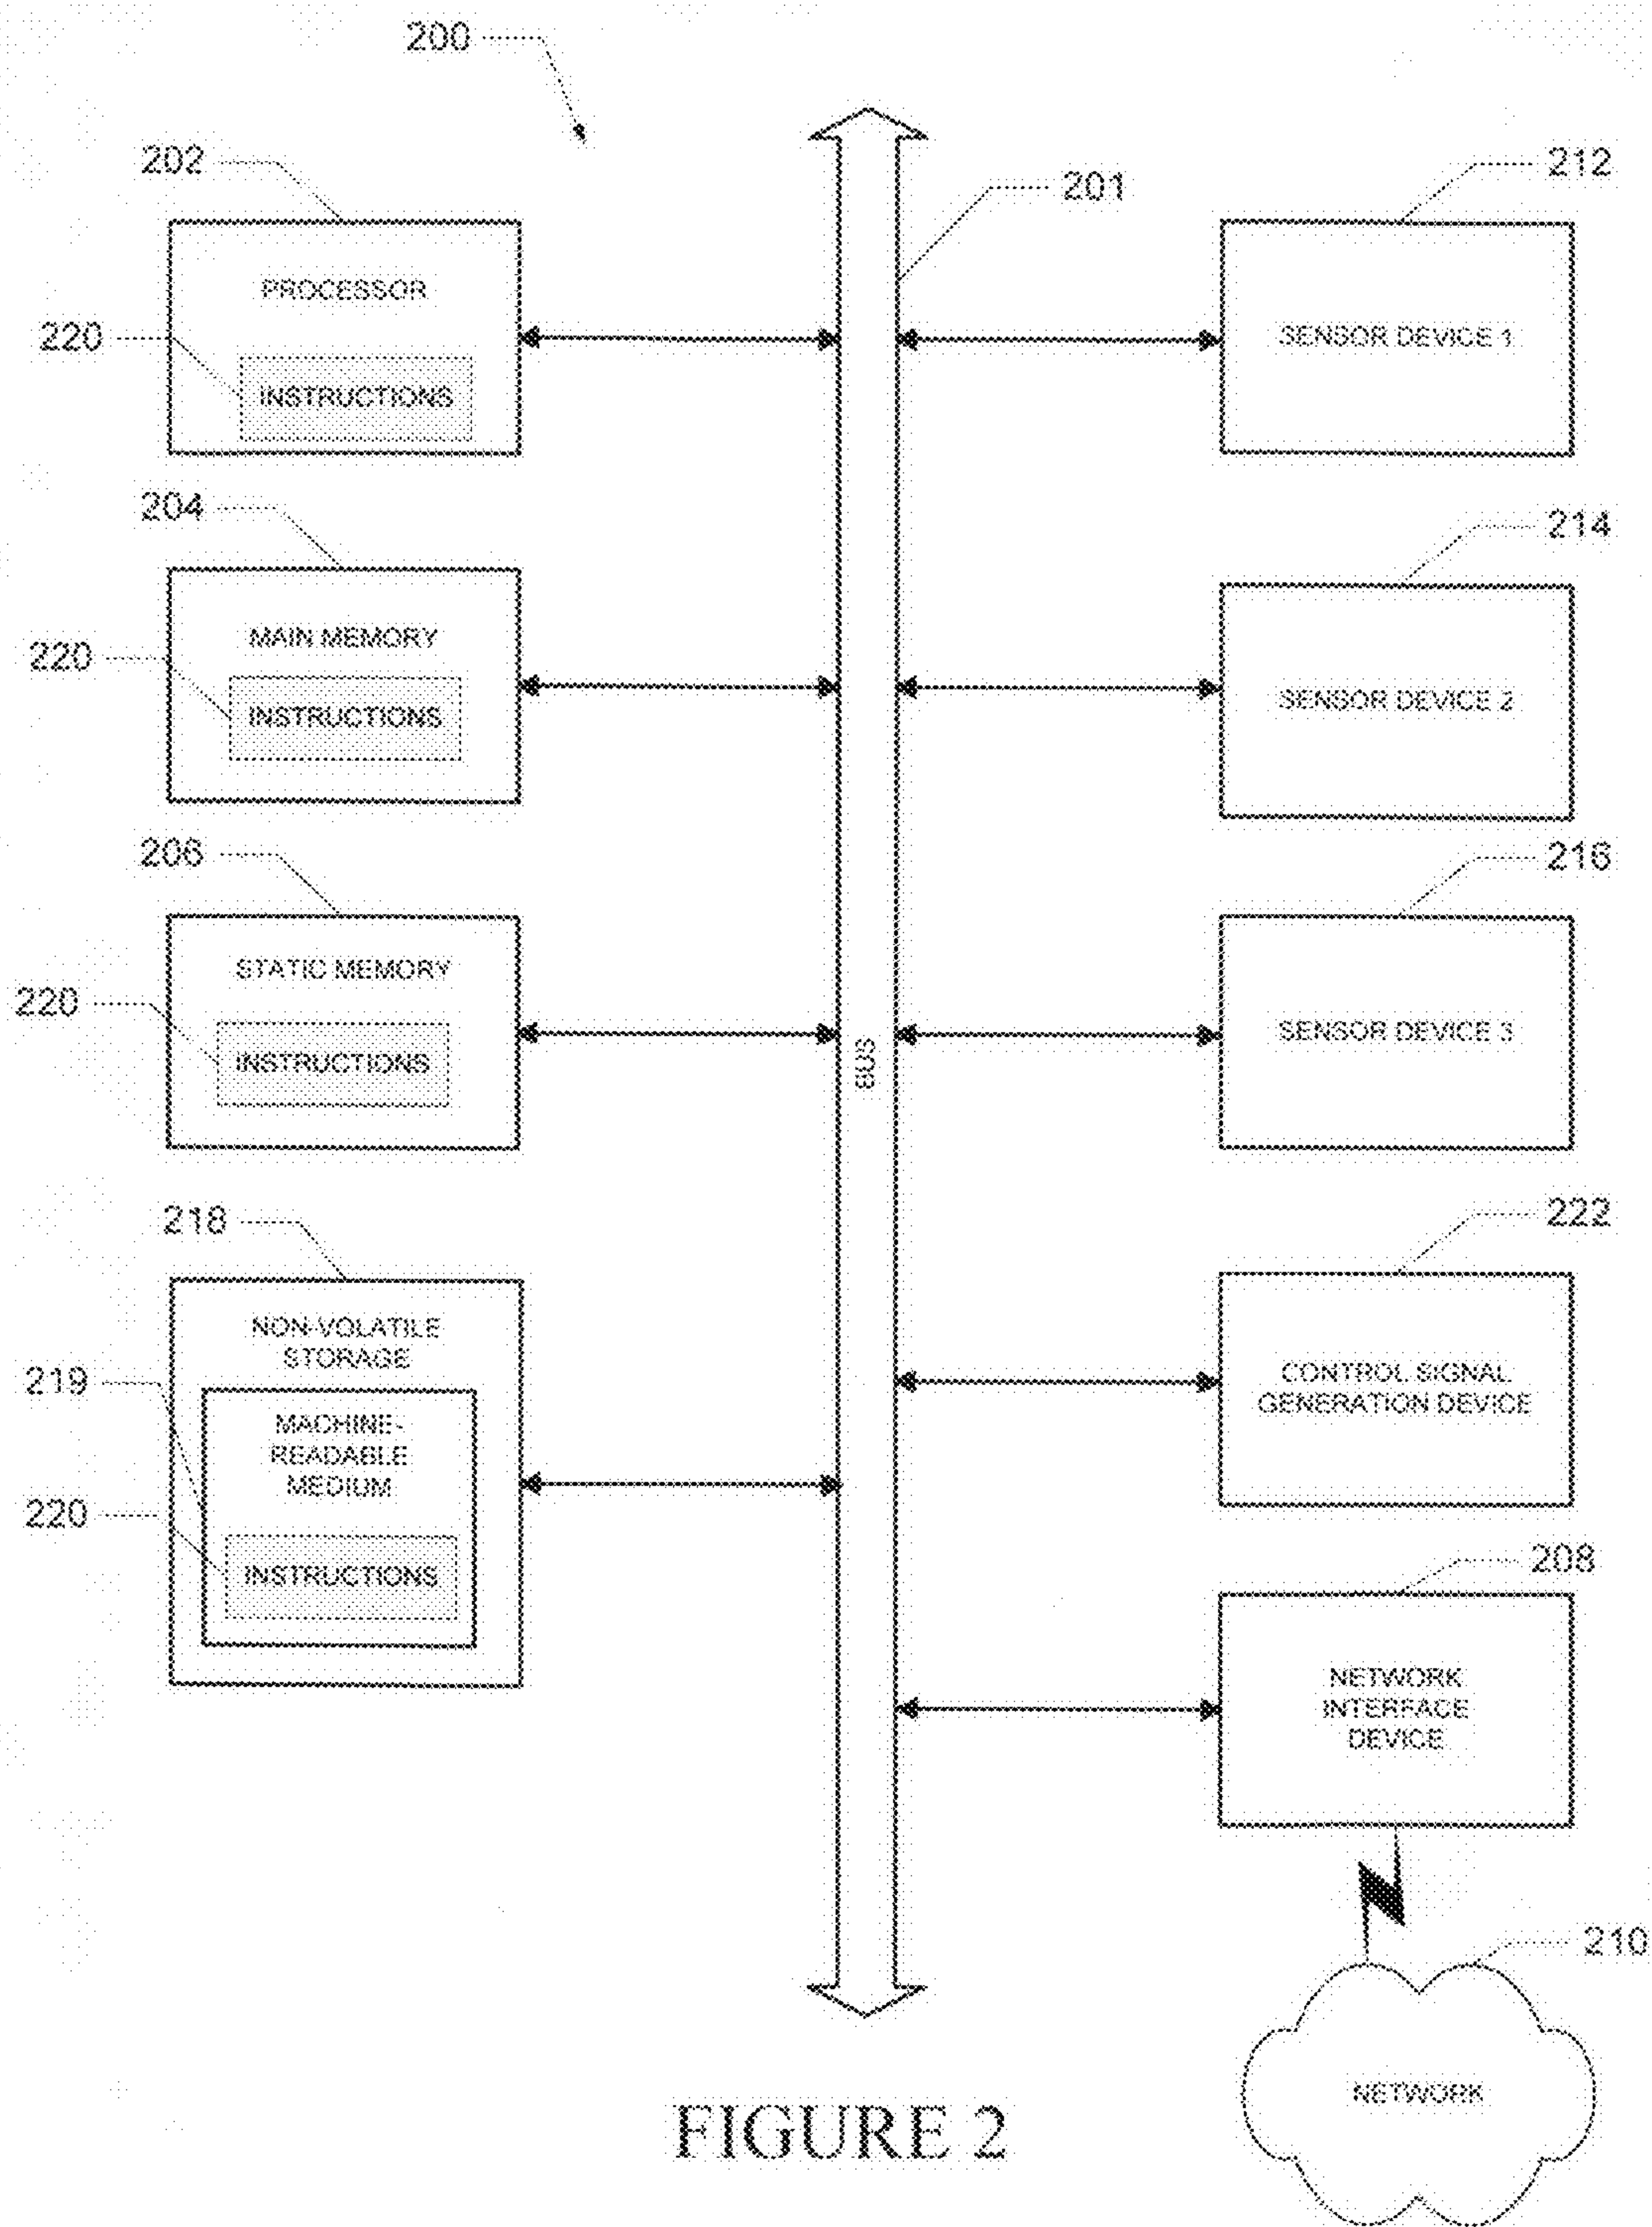 200
202
201
212
PROCESSOR
220
INSTRUCTIONS
SENSOR DEVICE 1
204
214
MAIN MEMORY
220
INSTRUCTIONS
SENSOR DEVICE 2
206
216
STATIC MEMORY
220
INSTRUCTIONS
SENSOR DEVICE 3
BUS
218
222
NON-VOLATILE
STORAGE
219
MACHINE-
READABLE
MEDIUM
220
INSTRUCTIONS
CONTROL SIGNAL
GENERATION DEVICE
208
NETWORK
INTERFACE
DEVICE
210
NETWORK
FIGURE 2